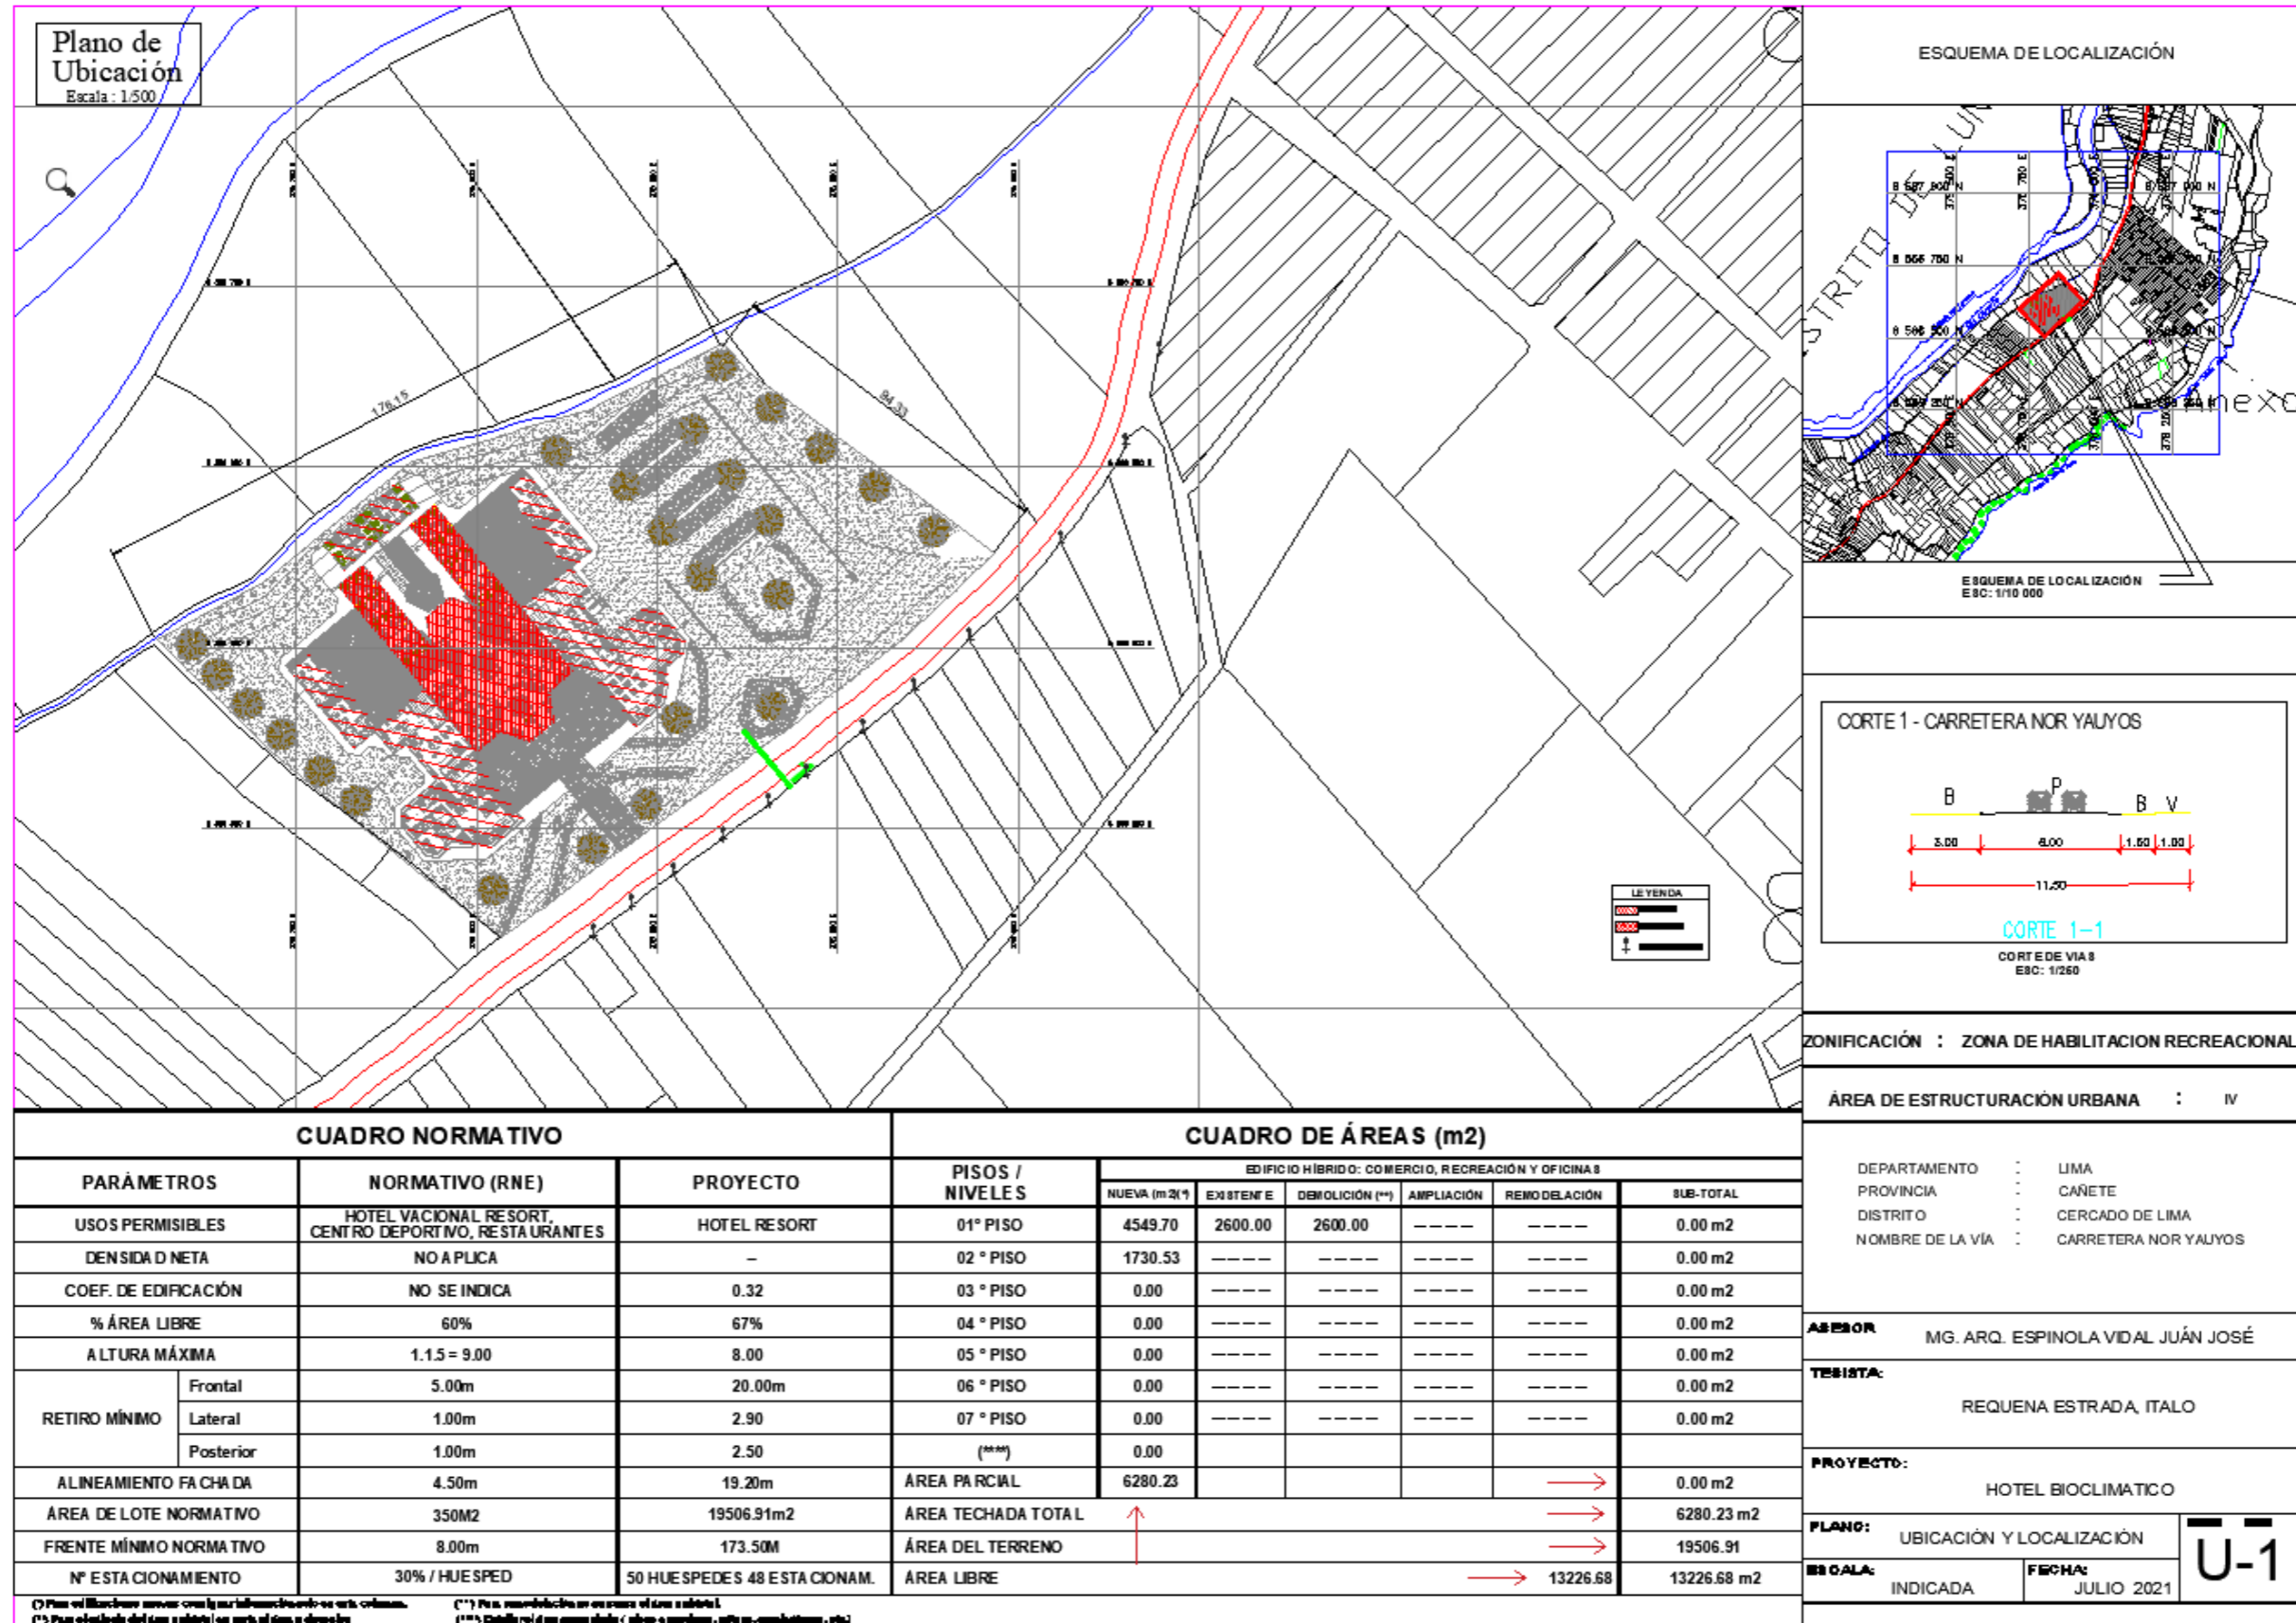 Plano de
Ubicación
Escala : 1/500
176.15
94.33
LEYENDA
ESQUEMA DE LOCALIZACIÓN
ESQUEMA DE LOCALIZACIÓN
ESC: 1/10 000
CORTE 1 - CARRETERA NOR YAUYOS
B P B V
3.00 6.00 1.50 1.00
11.50
CORTE 1-1
CORTE DE VIAS
ESC: 1/250
ZONIFICACIÓN : ZONA DE HABILITACION RECREACIONAL
ÁREA DE ESTRUCTURACIÓN URBANA : IV
DEPARTAMENTO : LIMA
PROVINCIA : CAÑETE
DISTRITO : CERCADO DE LIMA
NOMBRE DE LA VÍA : CARRETERA NOR YAUYOS
ASESOR MG. ARQ. ESPINOLA VIDAL JUÁN JOSÉ
TESISTA:
REQUENA ESTRADA, ITALO
PROYECTO:
HOTEL BIOCLIMATICO
PLANO: UBICACIÓN Y LOCALIZACIÓN
U-1
ESCALA: INDICADA
FECHA: JULIO 2021
CUADRO NORMATIVO
PARÁMETROS NORMATIVO (RNE) PROYECTO
USOS PERMISIBLES HOTEL VACIONAL RESORT, CENTRO DEPORTIVO, RESTAURANTES HOTEL RESORT
DENSIDAD NETA NO APLICA –
COEF. DE EDIFICACIÓN NO SE INDICA 0.32
% ÁREA LIBRE 60% 67%
ALTURA MÁXIMA 1.1.5 = 9.00 8.00
RETIRO MÍNIMO Frontal 5.00m 20.00m
Lateral 1.00m 2.90
Posterior 1.00m 2.50
ALINEAMIENTO FACHADA 4.50m 19.20m
ÁREA DE LOTE NORMATIVO 350M2 19506.91m2
FRENTE MÍNIMO NORMATIVO 8.00m 173.50M
Nº ESTACIONAMIENTO 30% / HUESPED 50 HUESPEDES 48 ESTACIONAM.
CUADRO DE ÁREAS (m2)
PISOS / NIVELES EDIFICIO HÍBRIDO: COMERCIO, RECREACIÓN Y OFICINAS
NUEVA (m2)(*) EXISTENTE DEMOLICIÓN (**) AMPLIACIÓN REMODELACIÓN SUB-TOTAL
01º PISO 4549.70 2600.00 2600.00 ---- ---- 0.00 m2
02 º PISO 1730.53 ---- ---- ---- ---- 0.00 m2
03 º PISO 0.00 ---- ---- ---- ---- 0.00 m2
04 º PISO 0.00 ---- ---- ---- ---- 0.00 m2
05 º PISO 0.00 ---- ---- ---- ---- 0.00 m2
06 º PISO 0.00 ---- ---- ---- ---- 0.00 m2
07 º PISO 0.00 ---- ---- ---- ---- 0.00 m2
(****) 0.00
ÁREA PARCIAL 6280.23 0.00 m2
ÁREA TECHADA TOTAL 6280.23 m2
ÁREA DEL TERRENO 19506.91
ÁREA LIBRE 13226.68 13226.68 m2